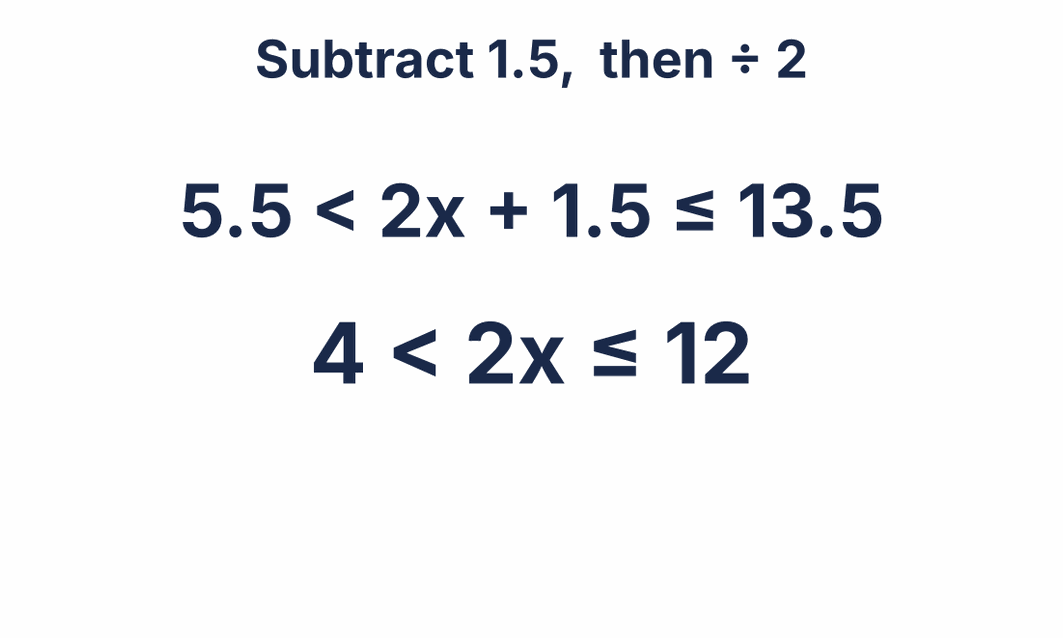 Subtract 1.5, then ÷ 2
5.5 < 2x + 1.5 ≤ 13.5
4 < 2x ≤ 12